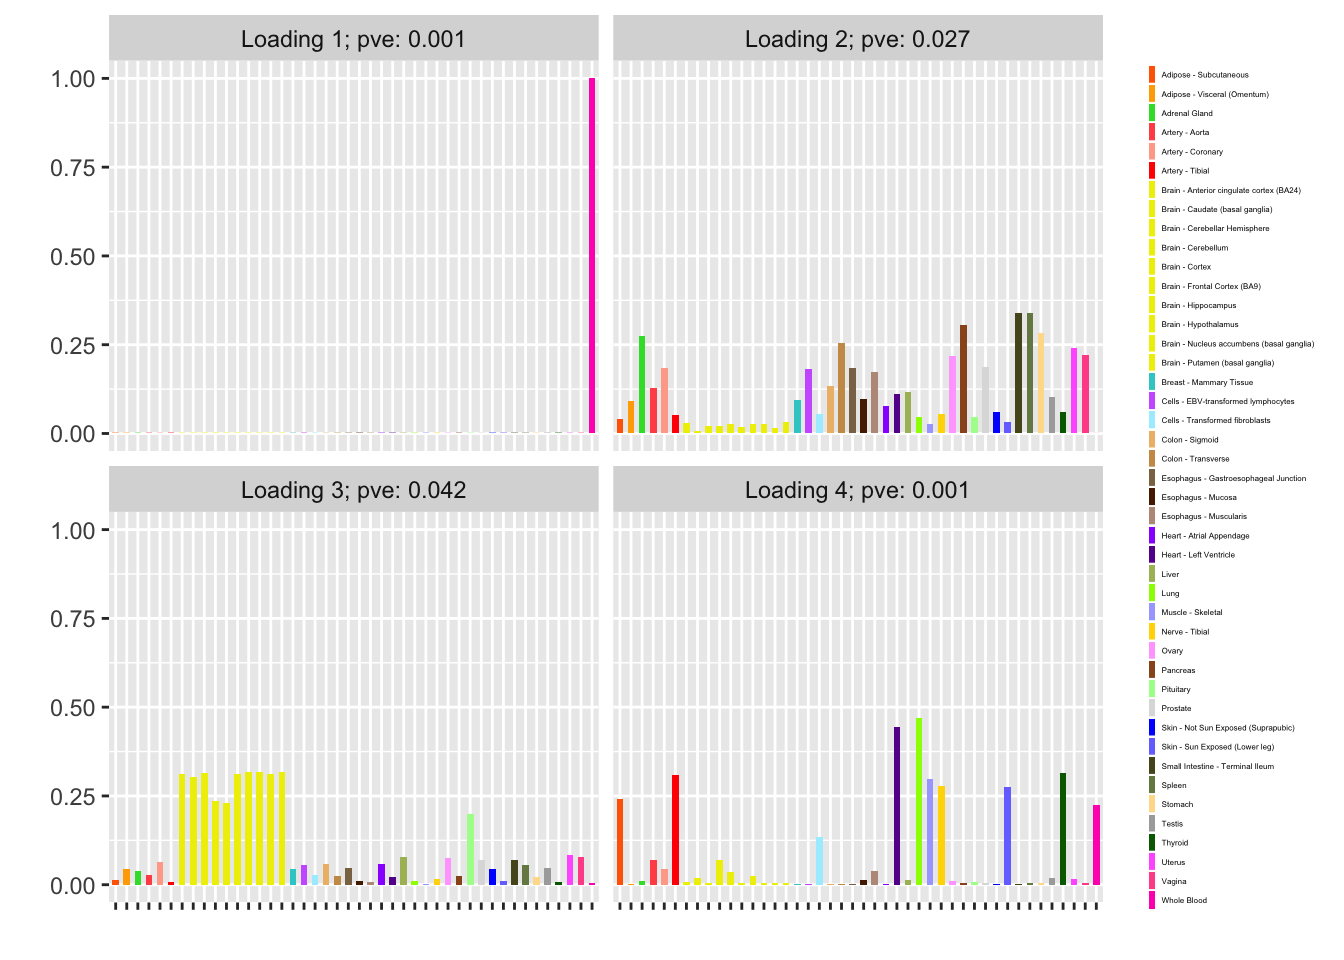 Loading 1; pve: 0.001
Loading 2; pve: 0.027
1.00
0.75
0.50
0.25
0.00
Loading 3; pve: 0.042
Loading 4; pve: 0.001
1.00
0.75
0.50
0.25
0.00
Adipose - Subcutaneous
Adipose - Visceral (Omentum)
Adrenal Gland
Artery - Aorta
Artery - Coronary
Artery - Tibial
Brain - Anterior cingulate cortex (BA24)
Brain - Caudate (basal ganglia)
Brain - Cerebellar Hemisphere
Brain - Cerebellum
Brain - Cortex
Brain - Frontal Cortex (BA9)
Brain - Hippocampus
Brain - Hypothalamus
Brain - Nucleus accumbens (basal ganglia)
Brain - Putamen (basal ganglia)
Breast - Mammary Tissue
Cells - EBV-transformed lymphocytes
Cells - Transformed fibroblasts
Colon - Sigmoid
Colon - Transverse
Esophagus - Gastroesophageal Junction
Esophagus - Mucosa
Esophagus - Muscularis
Heart - Atrial Appendage
Heart - Left Ventricle
Liver
Lung
Muscle - Skeletal
Nerve - Tibial
Ovary
Pancreas
Pituitary
Prostate
Skin - Not Sun Exposed (Suprapubic)
Skin - Sun Exposed (Lower leg)
Small Intestine - Terminal Ileum
Spleen
Stomach
Testis
Thyroid
Uterus
Vagina
Whole Blood